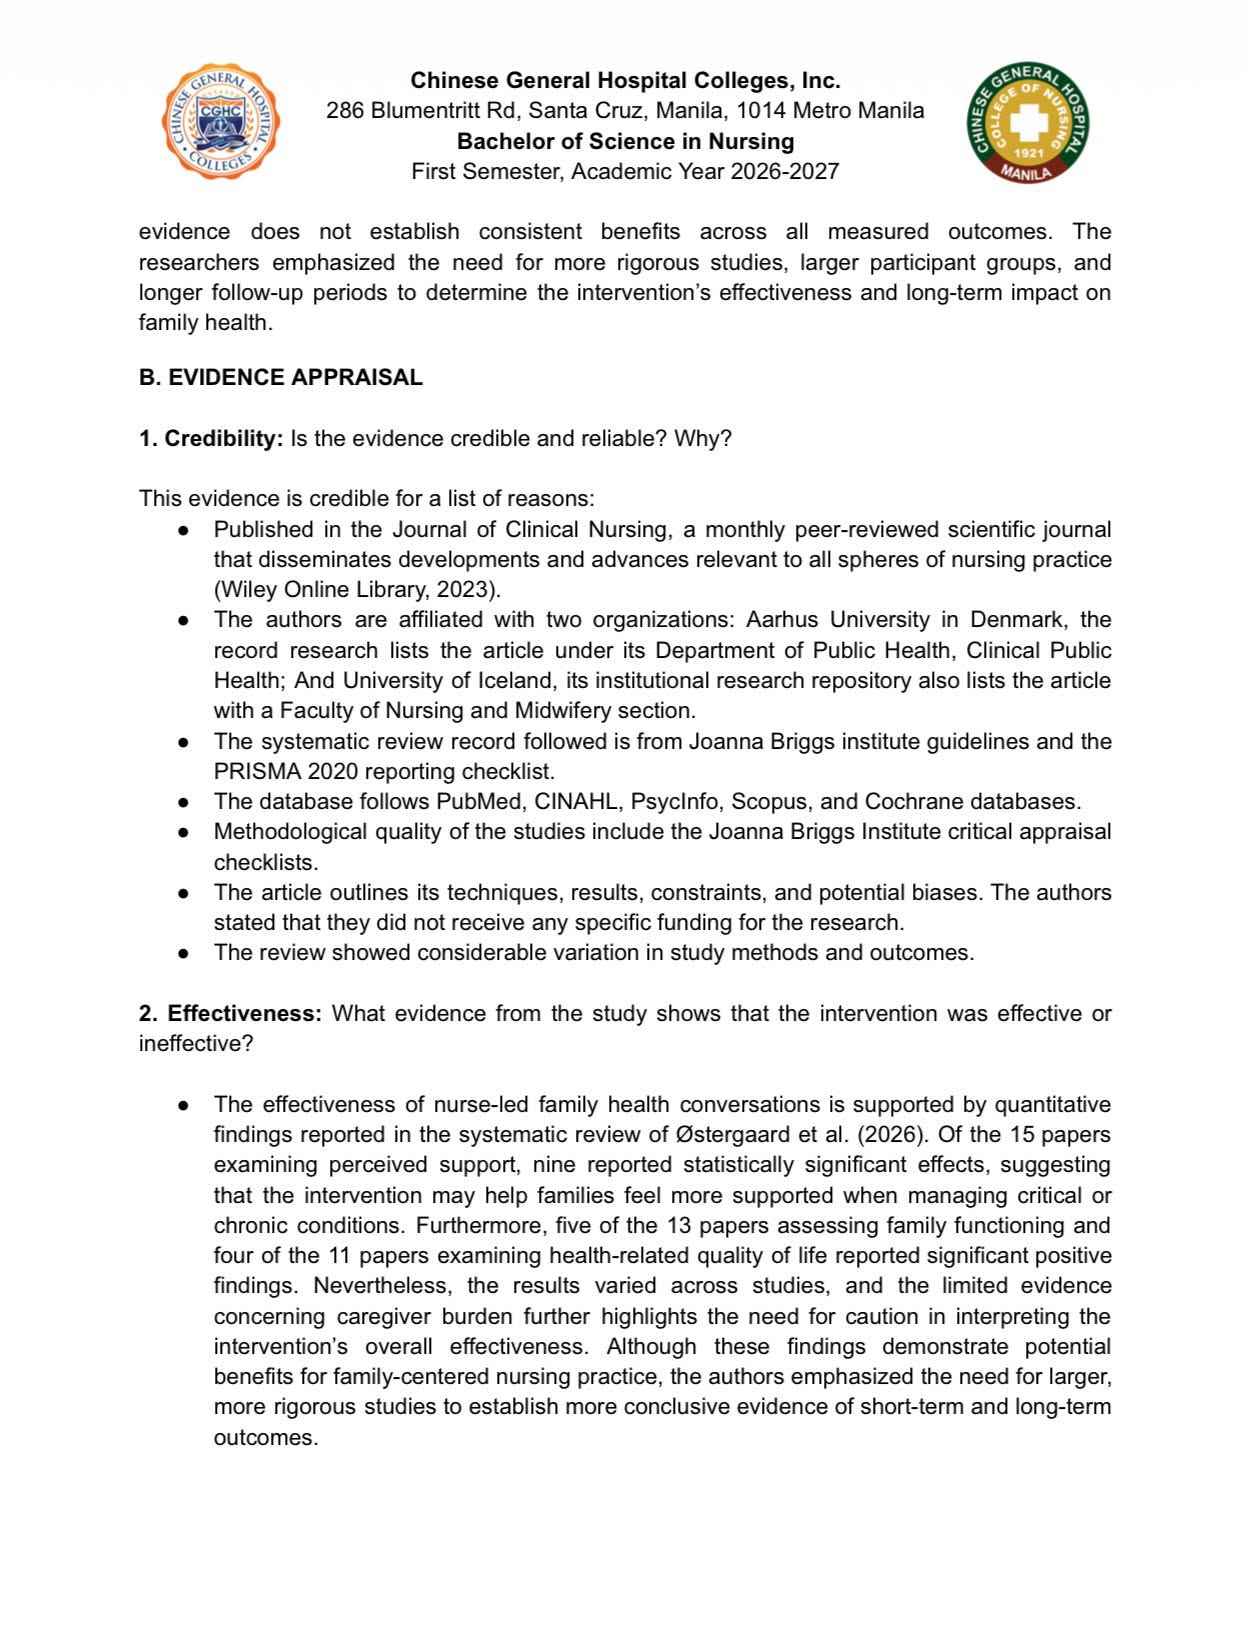 CHINESE GENERAL HOSPITAL
CGHC
• COLLEGES •
Chinese General Hospital Colleges, Inc.
286 Blumentritt Rd, Santa Cruz, Manila, 1014 Metro Manila
Bachelor of Science in Nursing
First Semester, Academic Year 2026-2027
CHINESE GENERAL HOSPITAL
COLLEGE OF NURSING
1921
MANILA
evidence does not establish consistent benefits across all measured outcomes. The
researchers emphasized the need for more rigorous studies, larger participant groups, and
longer follow-up periods to determine the intervention’s effectiveness and long-term impact on
family health.
B. EVIDENCE APPRAISAL
1. Credibility: Is the evidence credible and reliable? Why?
This evidence is credible for a list of reasons:
● Published in the Journal of Clinical Nursing, a monthly peer-reviewed scientific journal
that disseminates developments and advances relevant to all spheres of nursing practice
(Wiley Online Library, 2023).
● The authors are affiliated with two organizations: Aarhus University in Denmark, the
record research lists the article under its Department of Public Health, Clinical Public
Health; And University of Iceland, its institutional research repository also lists the article
with a Faculty of Nursing and Midwifery section.
● The systematic review record followed is from Joanna Briggs institute guidelines and the
PRISMA 2020 reporting checklist.
● The database follows PubMed, CINAHL, PsycInfo, Scopus, and Cochrane databases.
● Methodological quality of the studies include the Joanna Briggs Institute critical appraisal
checklists.
● The article outlines its techniques, results, constraints, and potential biases. The authors
stated that they did not receive any specific funding for the research.
● The review showed considerable variation in study methods and outcomes.
2. Effectiveness: What evidence from the study shows that the intervention was effective or
ineffective?
● The effectiveness of nurse-led family health conversations is supported by quantitative
findings reported in the systematic review of Østergaard et al. (2026). Of the 15 papers
examining perceived support, nine reported statistically significant effects, suggesting
that the intervention may help families feel more supported when managing critical or
chronic conditions. Furthermore, five of the 13 papers assessing family functioning and
four of the 11 papers examining health-related quality of life reported significant positive
findings. Nevertheless, the results varied across studies, and the limited evidence
concerning caregiver burden further highlights the need for caution in interpreting the
intervention’s overall effectiveness. Although these findings demonstrate potential
benefits for family-centered nursing practice, the authors emphasized the need for larger,
more rigorous studies to establish more conclusive evidence of short-term and long-term
outcomes.